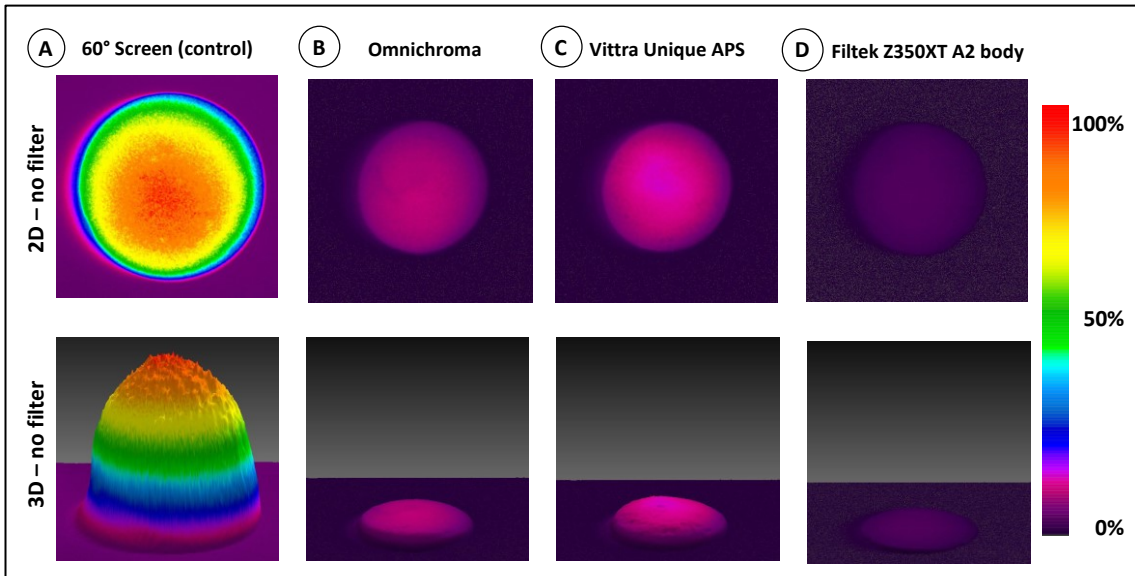 A 60° Screen (control)
B Omnichroma
C Vittra Unique APS
D Filtek Z350XT A2 body
2D – no filter
3D – no filter
100%
50%
0%